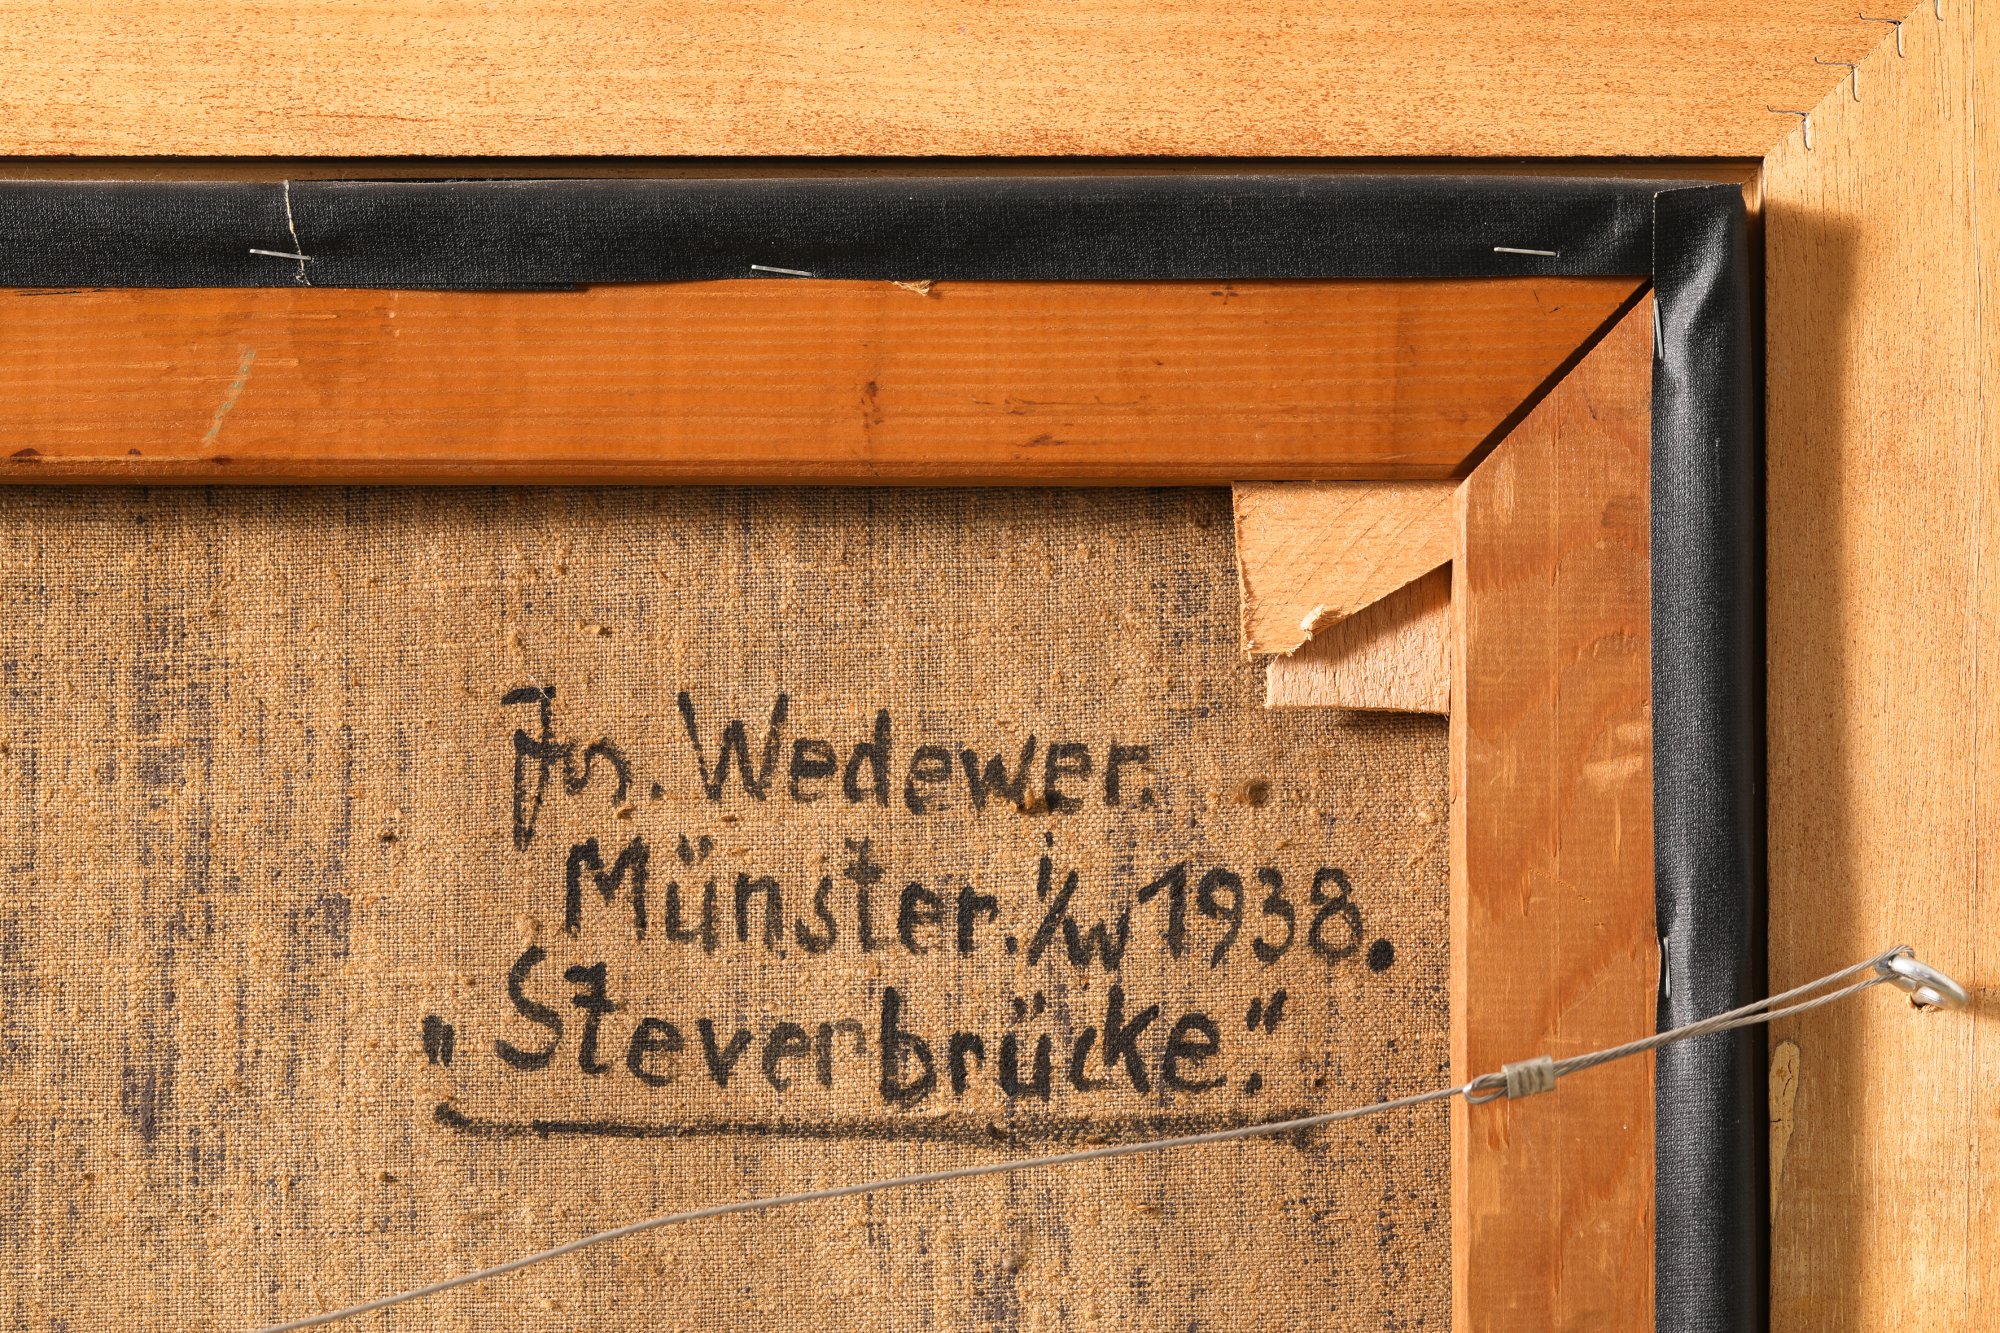 Jos. Wedewer.
Münster. i/W 1938.
„Steverbrücke."